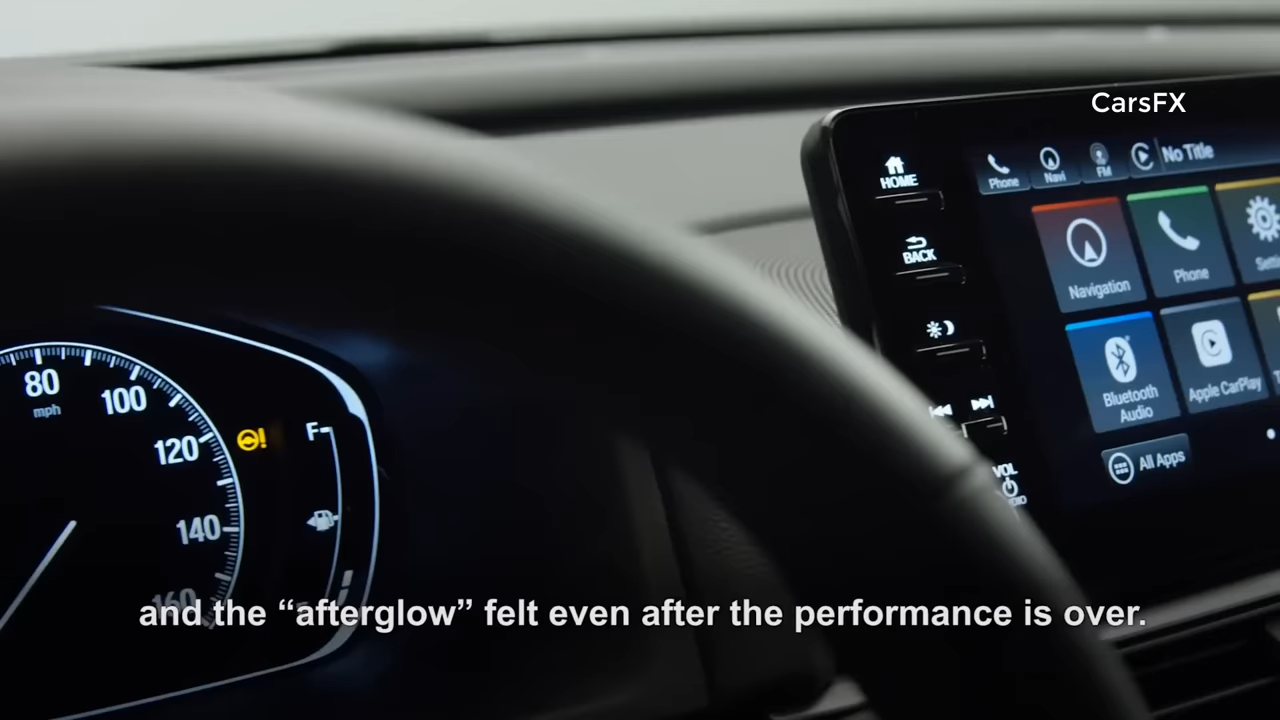 CarsFX
HOME
Phone
Navi
FM
No Title
BACK
Navigation
Phone
80
mph
100
120
F
140
160
Bluetooth
Audio
Apple CarPlay
All Apps
VOL
and the “afterglow” felt even after the performance is over.